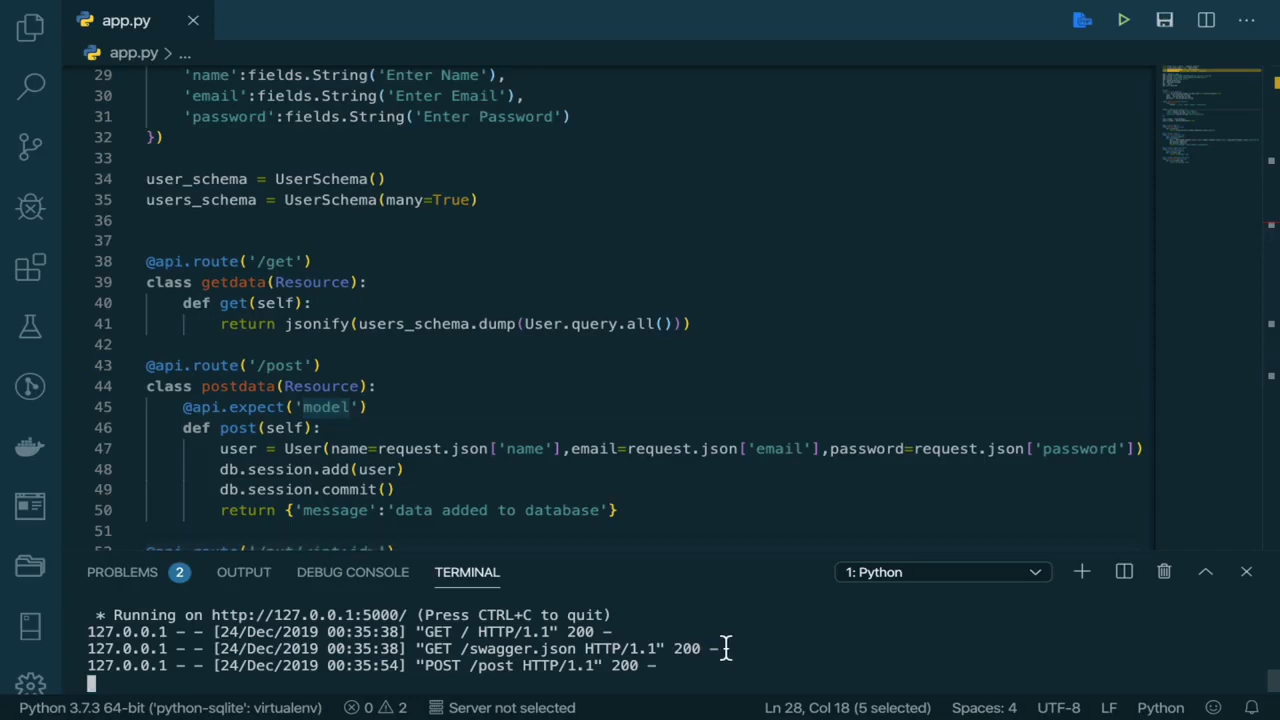 app.py
app.py > ...
29 'name':fields.String('Enter Name'),
30 'email':fields.String('Enter Email'),
31 'password':fields.String('Enter Password')
32 })
33
34 user_schema = UserSchema()
35 users_schema = UserSchema(many=True)
36
37
38 @api.route('/get')
39 class getdata(Resource):
40 def get(self):
41 return jsonify(users_schema.dump(User.query.all()))
42
43 @api.route('/post')
44 class postdata(Resource):
45 @api.expect('model')
46 def post(self):
47 user = User(name=request.json['name'],email=request.json['email'],password=request.json['password'])
48 db.session.add(user)
49 db.session.commit()
50 return {'message':'data added to database'}
51
52 @api.route('/put/<int:id>')
PROBLEMS 2 OUTPUT DEBUG CONSOLE TERMINAL 1: Python
* Running on http://127.0.0.1:5000/ (Press CTRL+C to quit)
127.0.0.1 - - [24/Dec/2019 00:35:38] "GET / HTTP/1.1" 200 -
127.0.0.1 - - [24/Dec/2019 00:35:38] "GET /swagger.json HTTP/1.1" 200 -
127.0.0.1 - - [24/Dec/2019 00:35:54] "POST /post HTTP/1.1" 200 -
Python 3.7.3 64-bit ('python-sqlite': virtualenv) 0 2 Server not selected Ln 28, Col 18 (5 selected) Spaces: 4 UTF-8 LF Python